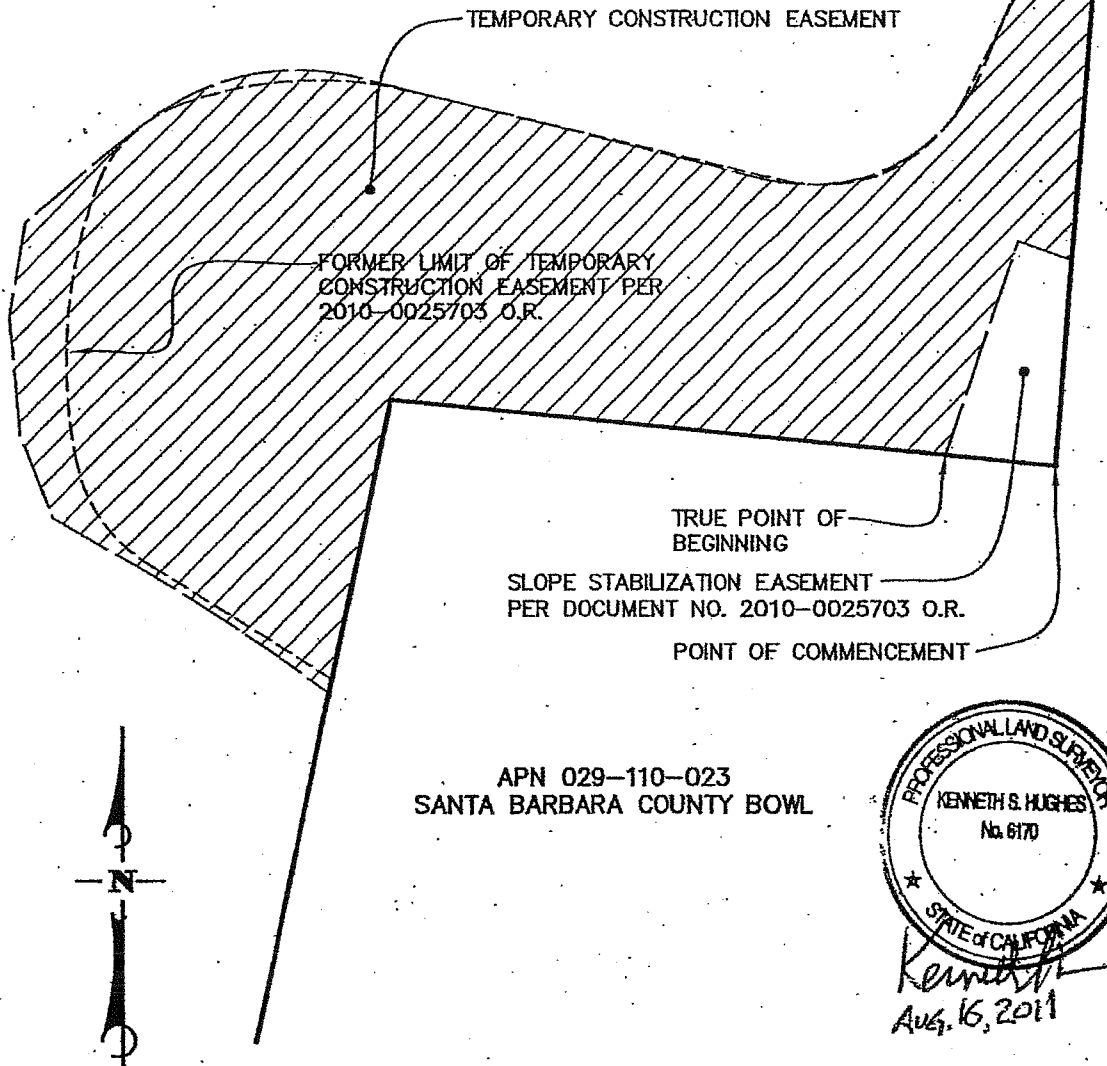 TEMPORARY CONSTRUCTION EASEMENT
FORMER LIMIT OF TEMPORARY
CONSTRUCTION EASEMENT PER
2010-0025703 O.R.
TRUE POINT OF
BEGINNING
SLOPE STABILIZATION EASEMENT
PER DOCUMENT NO. 2010-0025703 O.R.
POINT OF COMMENCEMENT
APN 029-110-023
SANTA BARBARA COUNTY BOWL
N
PROFESSIONAL LAND SURVEYOR
KENNETH S. HUGHES
No. 6170
STATE of CALIFORNIA
Aug. 16, 2011